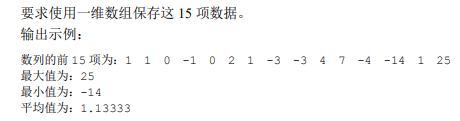 要求使用一维数组保存这 15 项数据。
输出示例：
数列的前 15 项为：1 1 0 -1 0 2 1 -3 -3 4 7 -4 -14 1 25
最大值为：25
最小值为：-14
平均值为：1.13333